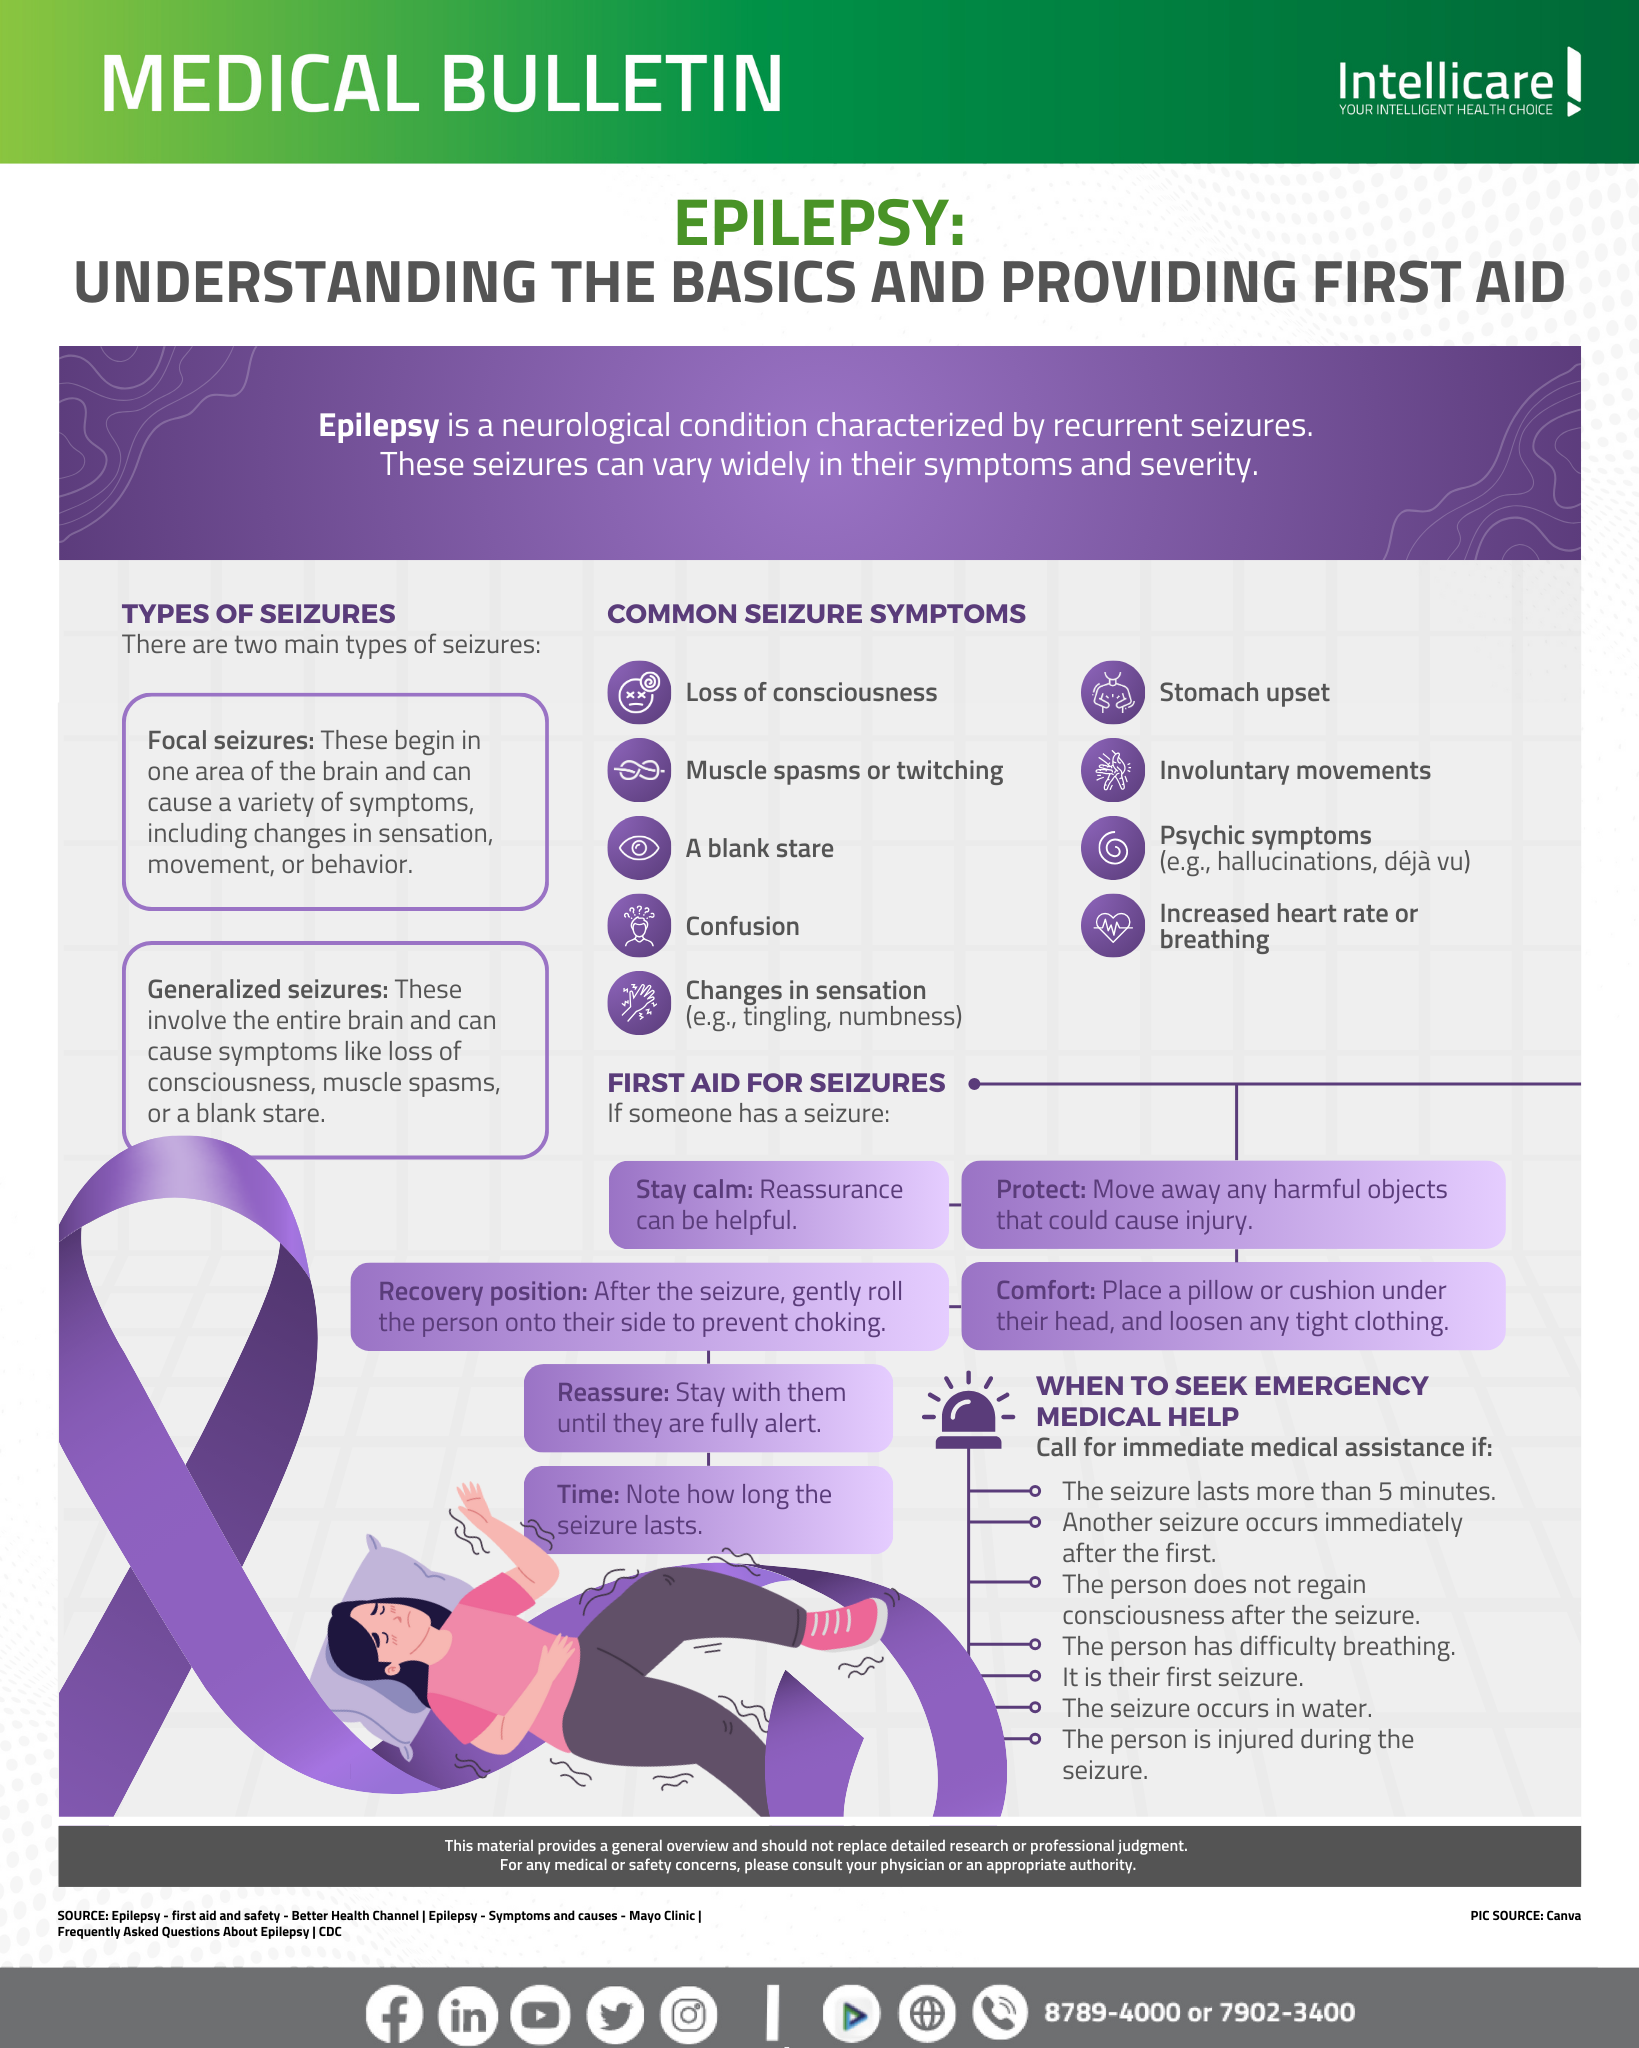 MEDICAL BULLETIN
Intellicare
YOUR INTELLIGENT HEALTH CHOICE
EPILEPSY:
UNDERSTANDING THE BASICS AND PROVIDING FIRST AID
Epilepsy is a neurological condition characterized by recurrent seizures.
These seizures can vary widely in their symptoms and severity.
TYPES OF SEIZURES
There are two main types of seizures:
Focal seizures: These begin in
one area of the brain and can
cause a variety of symptoms,
including changes in sensation,
movement, or behavior.
Generalized seizures: These
involve the entire brain and can
cause symptoms like loss of
consciousness, muscle spasms,
or a blank stare.
COMMON SEIZURE SYMPTOMS
Loss of consciousness
Muscle spasms or twitching
A blank stare
Confusion
Changes in sensation
(e.g., tingling, numbness)
Stomach upset
Involuntary movements
Psychic symptoms
(e.g., hallucinations, déjà vu)
Increased heart rate or
breathing
FIRST AID FOR SEIZURES
If someone has a seizure:
Stay calm: Reassurance
can be helpful.
Protect: Move away any harmful objects
that could cause injury.
Comfort: Place a pillow or cushion under
their head, and loosen any tight clothing.
Recovery position: After the seizure, gently roll
the person onto their side to prevent choking.
Reassure: Stay with them
until they are fully alert.
Time: Note how long the
seizure lasts.
WHEN TO SEEK EMERGENCY
MEDICAL HELP
Call for immediate medical assistance if:
The seizure lasts more than 5 minutes.
Another seizure occurs immediately
after the first.
The person does not regain
consciousness after the seizure.
The person has difficulty breathing.
It is their first seizure.
The seizure occurs in water.
The person is injured during the
seizure.
This material provides a general overview and should not replace detailed research or professional judgment.
For any medical or safety concerns, please consult your physician or an appropriate authority.
SOURCE: Epilepsy - first aid and safety - Better Health Channel | Epilepsy - Symptoms and causes - Mayo Clinic |
Frequently Asked Questions About Epilepsy | CDC
PIC SOURCE: Canva
8789-4000 or 7902-3400